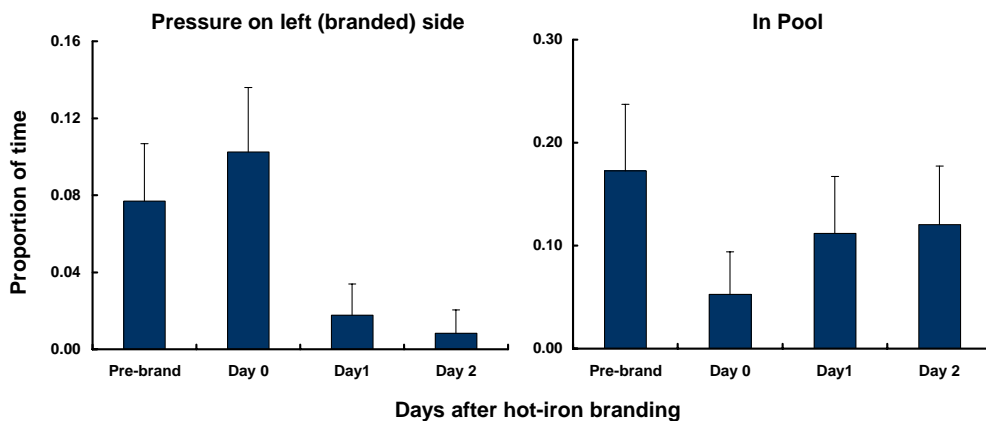 Pressure on left (branded) side
In Pool
Proportion of time
0.16
0.12
0.08
0.04
0.00
Pre-brand Day 0 Day1 Day 2
0.30
0.20
0.10
0.00
Pre-brand Day 0 Day1 Day 2
Days after hot-iron branding